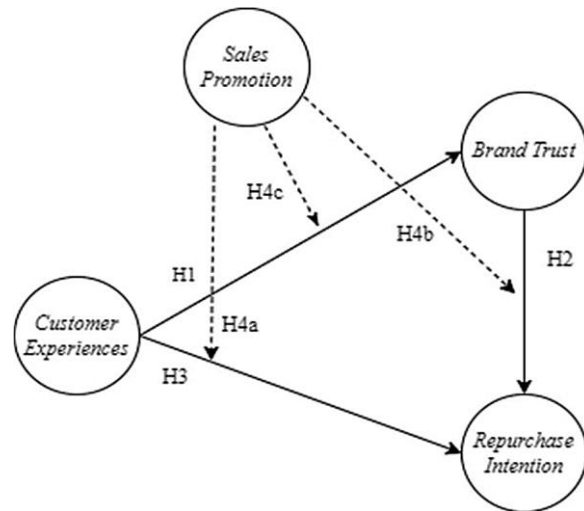 Sales
Promotion
Brand Trust
H4c
H4b
H2
H1
Customer
Experiences
H4a
H3
Repurchase
Intention